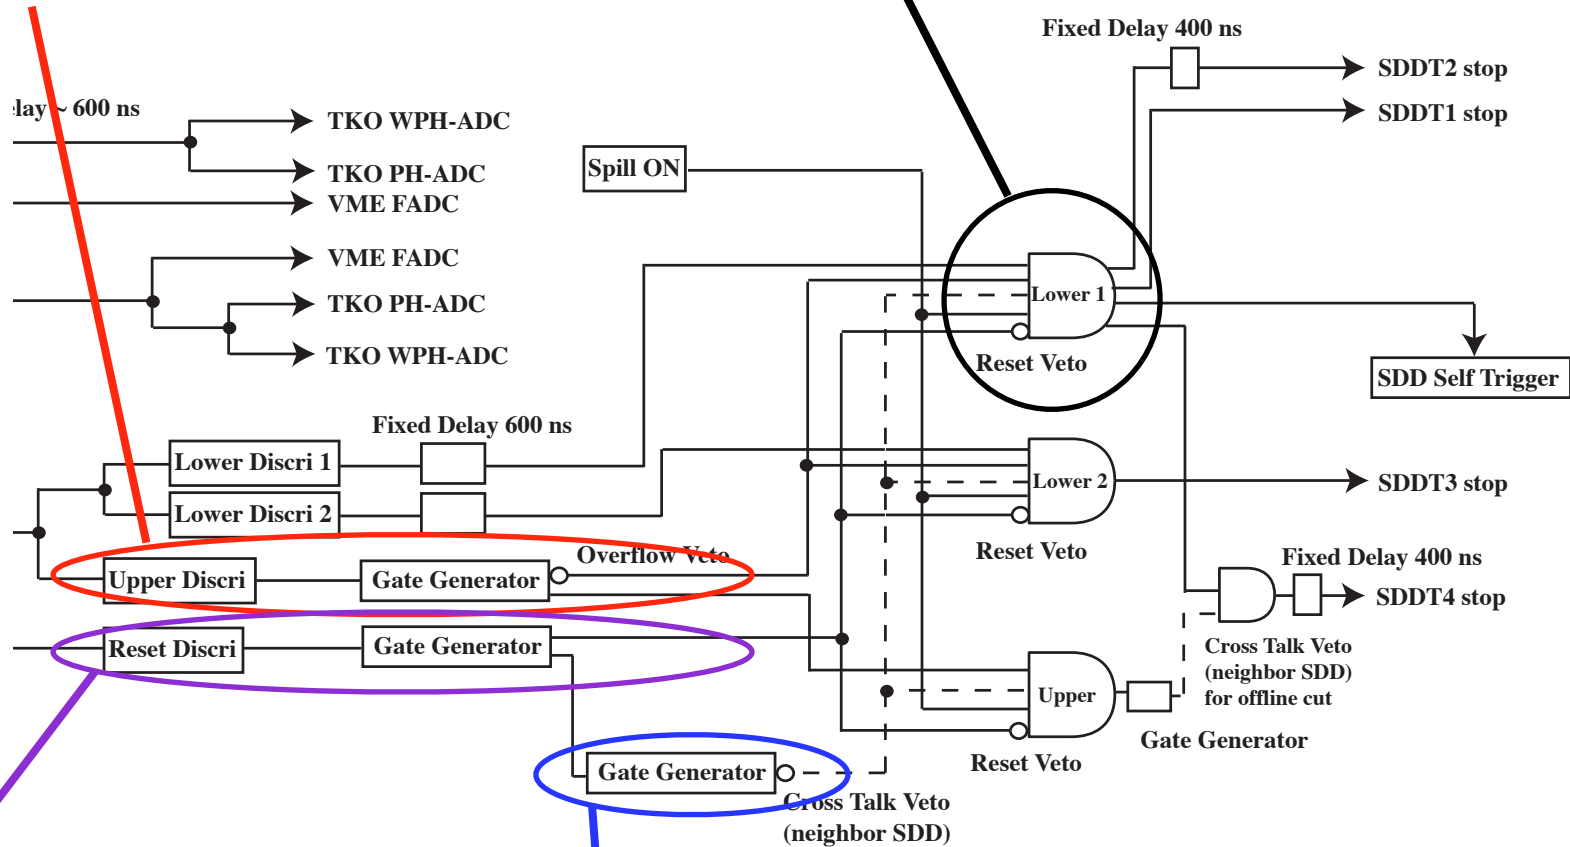 Fixed Delay 400 ns
SDDT2 stop
elay ~ 600 ns
SDDT1 stop
TKO WPH-ADC
Spill ON
TKO PH-ADC
VME FADC
VME FADC
Lower 1
TKO PH-ADC
TKO WPH-ADC
Reset Veto
SDD Self Trigger
Fixed Delay 600 ns
Lower Discri 1
Lower 2
SDDT3 stop
Lower Discri 2
Reset Veto
Overflow Veto
Fixed Delay 400 ns
Upper Discri
Gate Generator
SDDT4 stop
Reset Discri
Gate Generator
Cross Talk Veto
(neighbor SDD)
for offline cut
Upper
Gate Generator
Reset Veto
Gate Generator
Cross Talk Veto
(neighbor SDD)